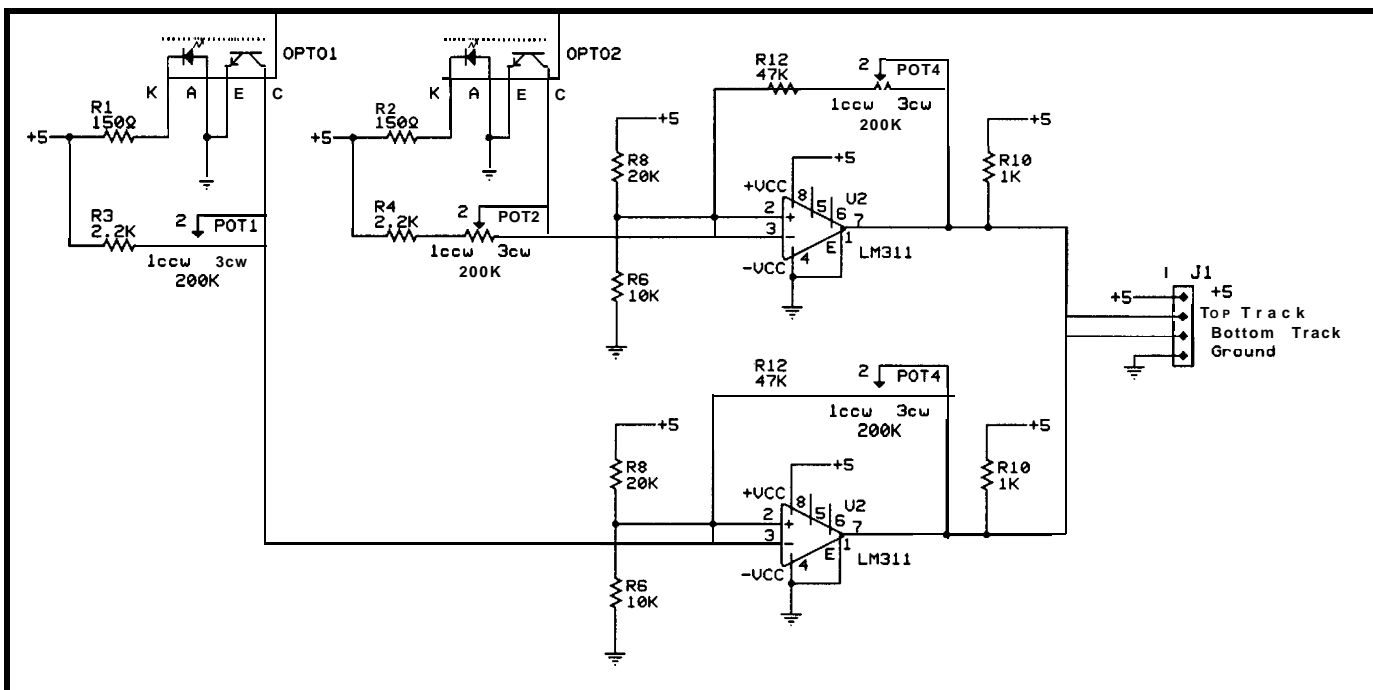 OPTO1
K A E C
R1
150Ω
+5
R3
2.2K
2 POT1
1ccw 3cw
200K
OPTO2
K A E C
R2
150Ω
+5
R4
2.2K
2 POT2
1ccw 3cw
200K
R12
47K
2 POT4
1ccw 3cw
200K
+5
R8
20K
+5
+VCC
8
5
6
U2
2 +
3 -
7
1
E
4
LM311
-VCC
R6
10K
+5
R10
1K
R12
47K
2 POT4
1ccw 3cw
200K
+5
R8
20K
+5
+VCC
8
5
6
U2
2 +
3 -
7
1
E
4
LM311
-VCC
R6
10K
+5
R10
1K
1 J1
+5 +5
TOP Track
Bottom Track
Ground